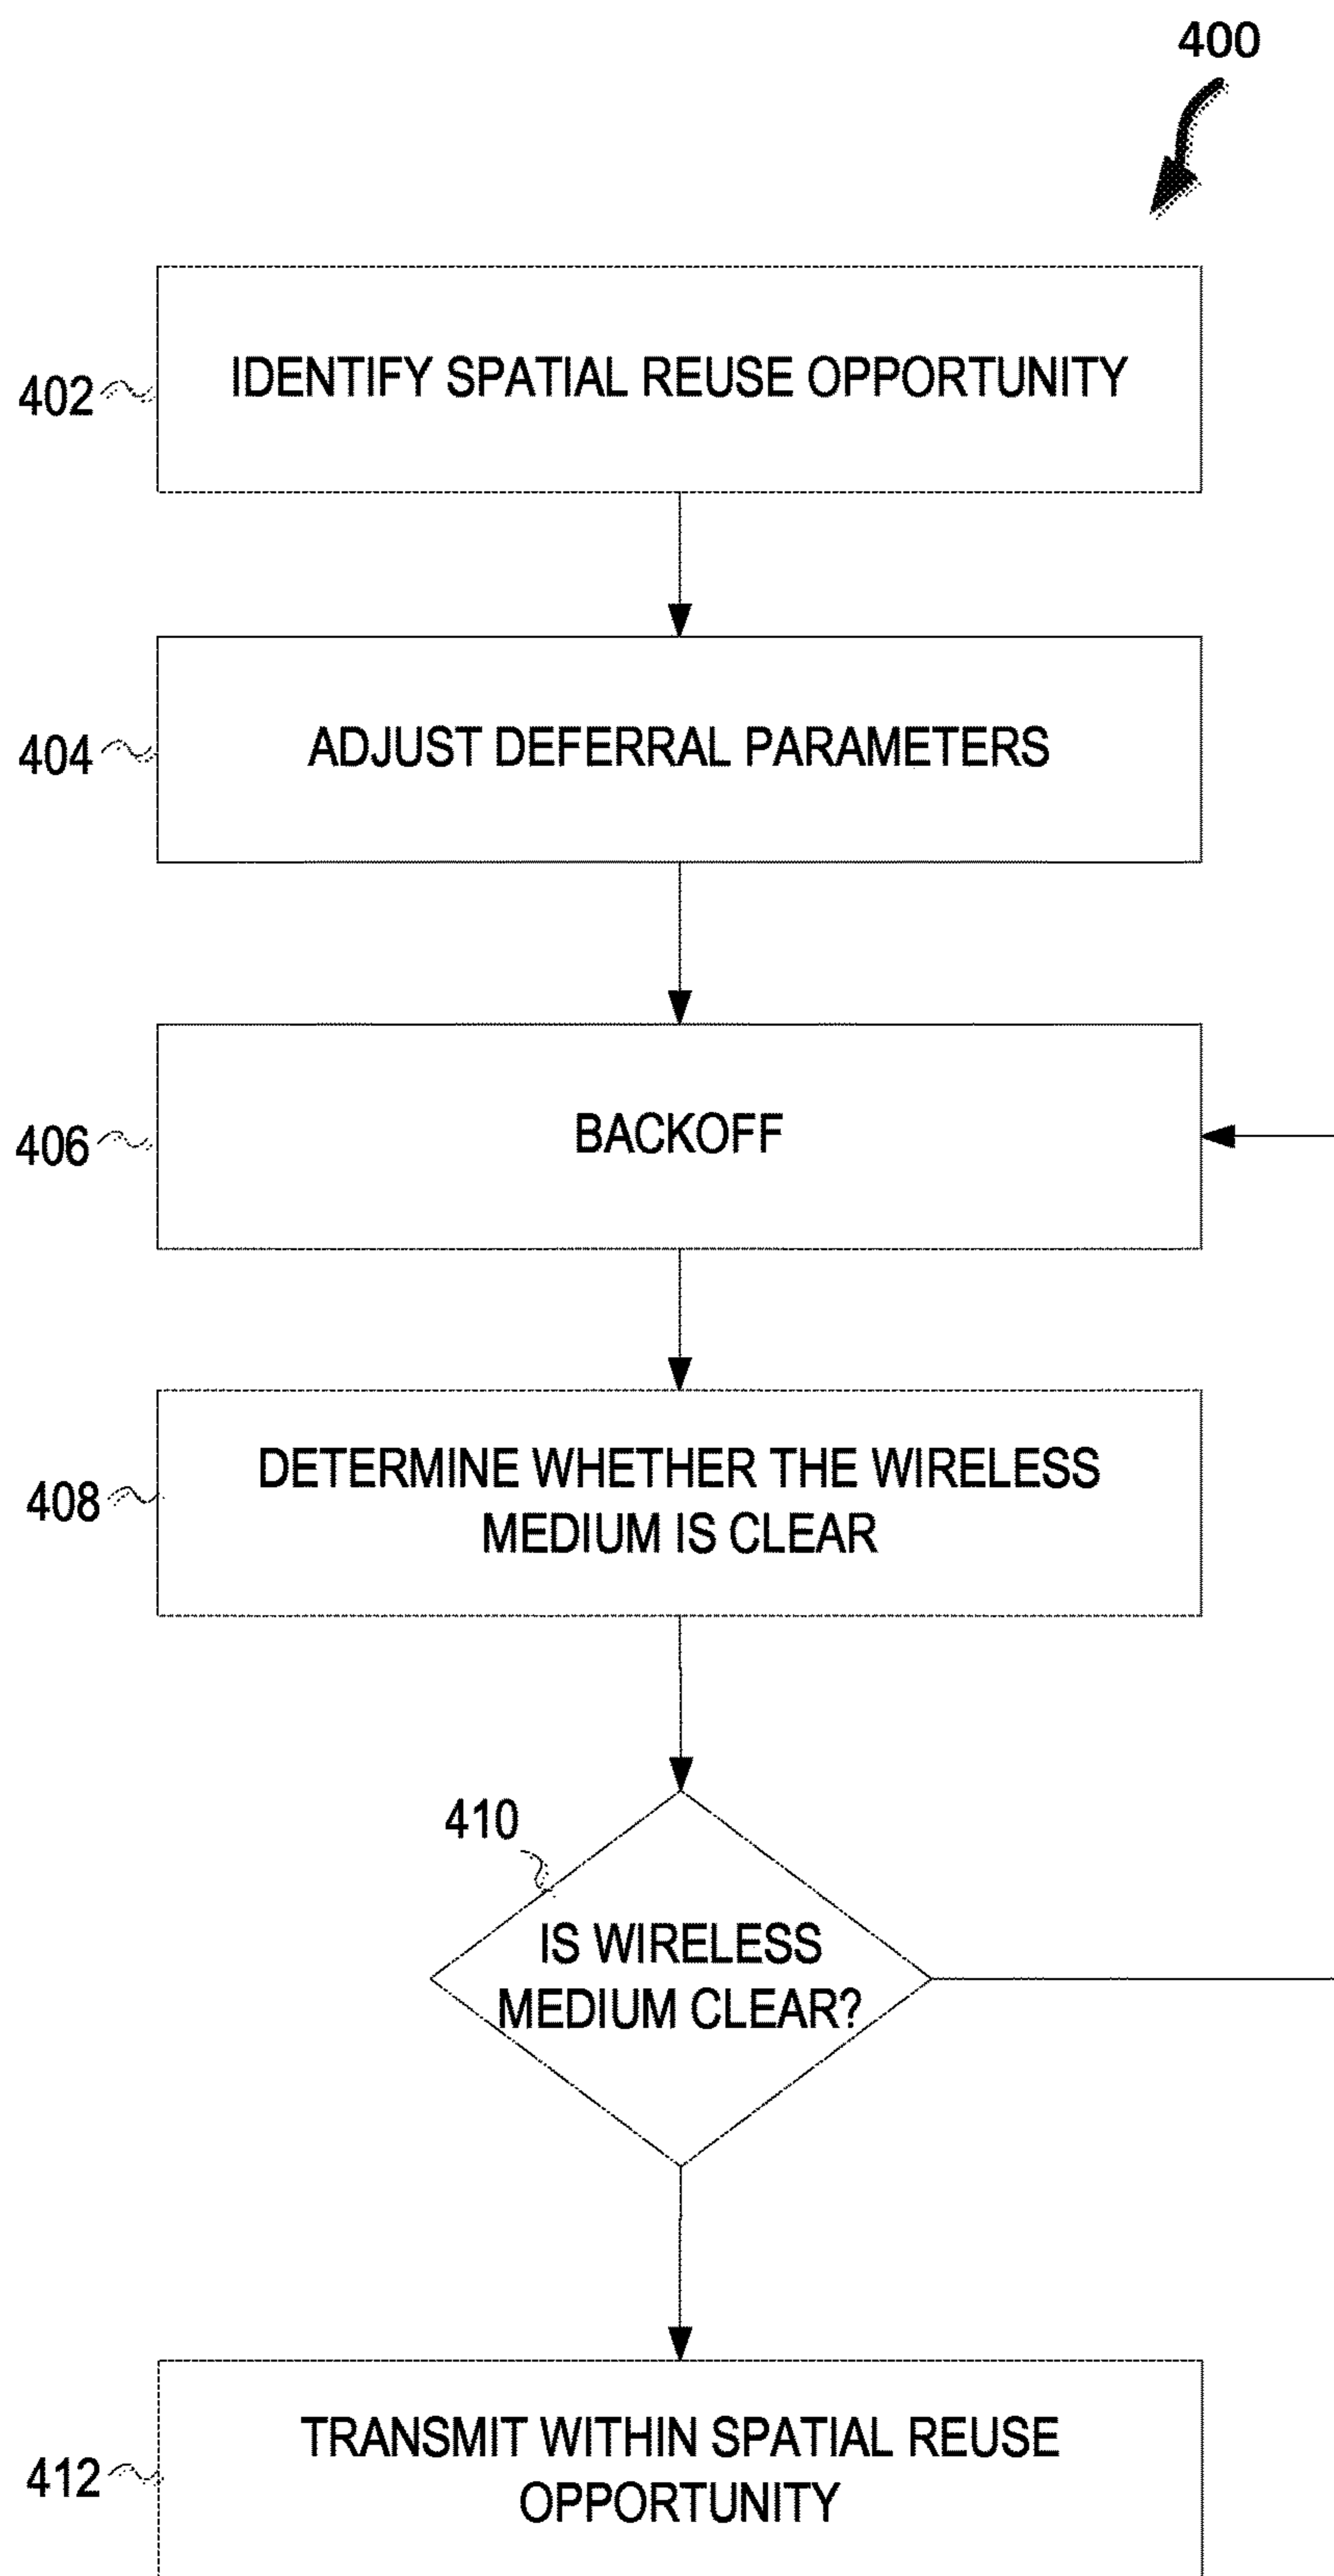 400
IDENTIFY SPATIAL REUSE OPPORTUNITY
402
ADJUST DEFERRAL PARAMETERS
404
BACKOFF
406
DETERMINE WHETHER THE WIRELESS
MEDIUM IS CLEAR
408
410
IS WIRELESS
MEDIUM CLEAR?
TRANSMIT WITHIN SPATIAL REUSE
OPPORTUNITY
412